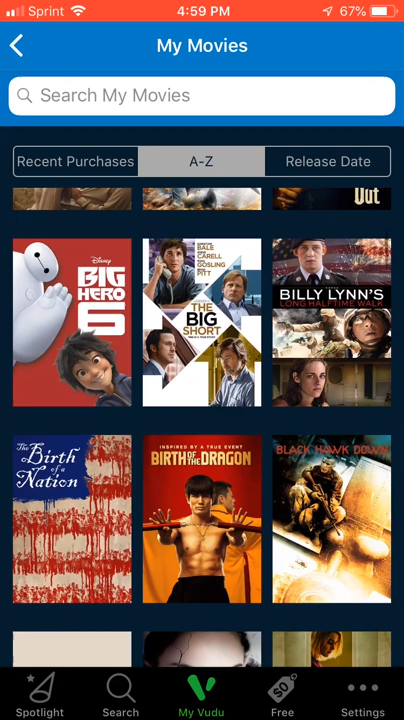 Sprint 4:59 PM 67%
My Movies
Search My Movies
Recent Purchases A-Z Release Date
Out
Disney
BIG
HERO
6
BALE
CARELL
GOSLING
PITT
THE
BIG
SHORT
BILLY LYNN'S
LONG HALFTIME WALK
The Birth
of a
Nation
INSPIRED BY A TRUE EVENT
BIRTH OF THE DRAGON
BLACK HAWK DOWN
$0
Spotlight Search My Vudu Free Settings